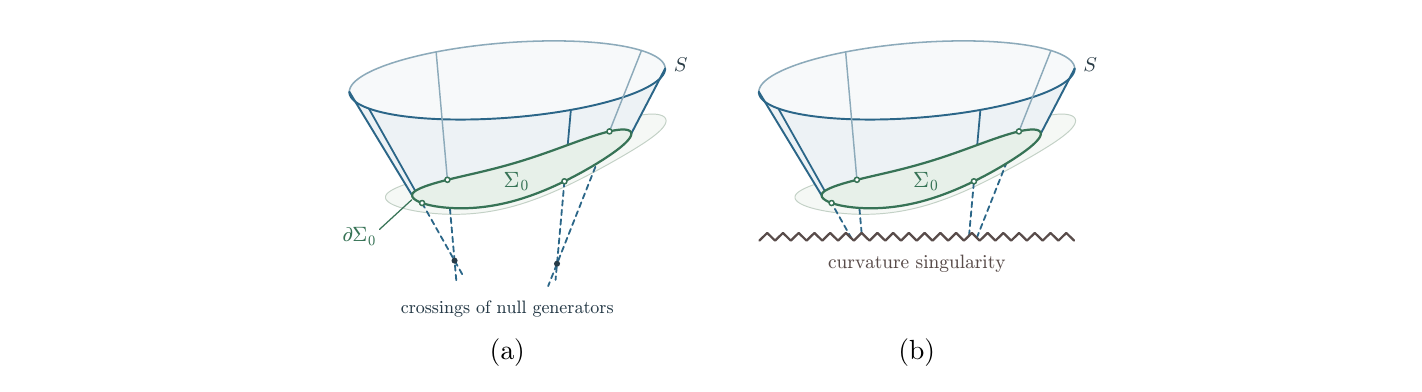 S
Σ₀
∂Σ₀
crossings of null generators
(a)
S
Σ₀
curvature singularity
(b)